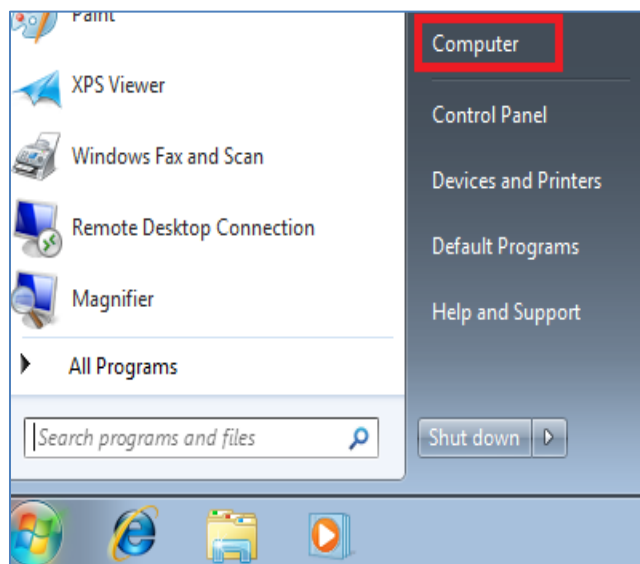 Paint
XPS Viewer
Windows Fax and Scan
Remote Desktop Connection
Magnifier
All Programs
Search programs and files
Computer
Control Panel
Devices and Printers
Default Programs
Help and Support
Shut down